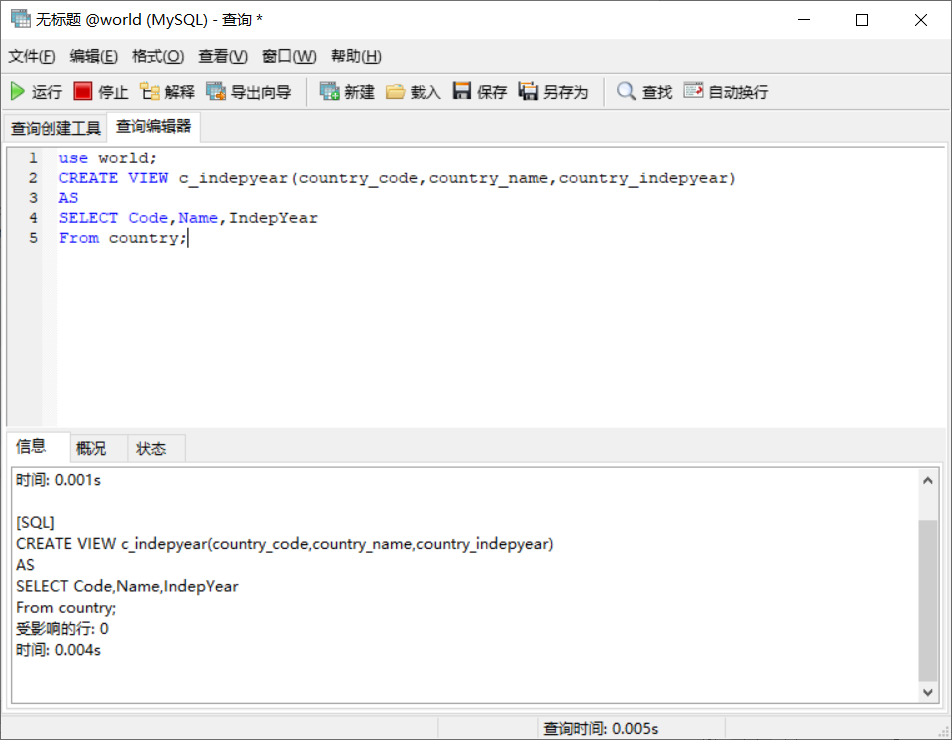 无标题 @world (MySQL) - 查询 *
文件(F) 编辑(E) 格式(O) 查看(V) 窗口(W) 帮助(H)
运行 停止 解释 导出向导 新建 载入 保存 另存为 查找 自动换行
查询创建工具 查询编辑器
1 use world;
2 CREATE VIEW c_indepyear(country_code,country_name,country_indepyear)
3 AS
4 SELECT Code,Name,IndepYear
5 From country;
信息 概况 状态
时间: 0.001s
[SQL]
CREATE VIEW c_indepyear(country_code,country_name,country_indepyear)
AS
SELECT Code,Name,IndepYear
From country;
受影响的行: 0
时间: 0.004s
查询时间: 0.005s